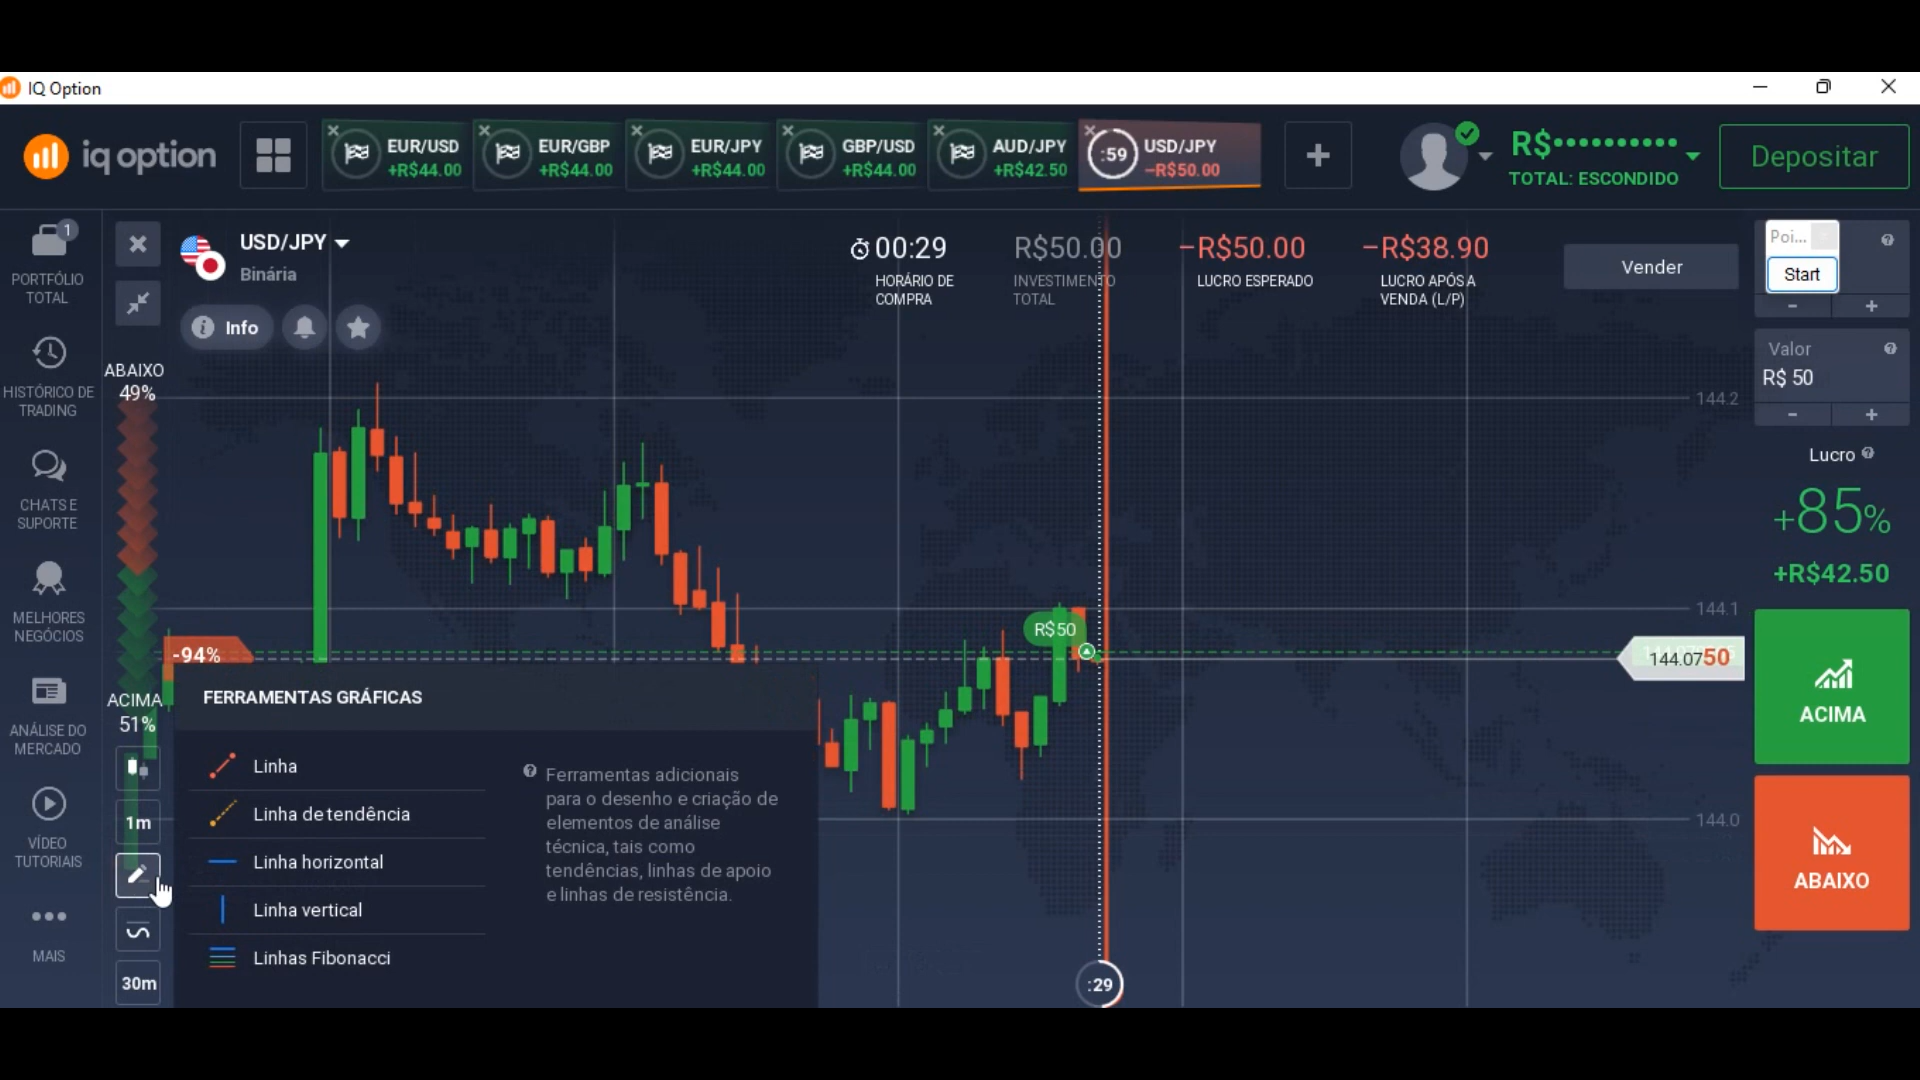 IQ Option
iq option
EUR/USD
+R$44.00
EUR/GBP
+R$44.00
EUR/JPY
+R$44.00
GBP/USD
+R$44.00
AUD/JPY
+R$42.50
:59
USD/JPY
-R$50.00
R$
TOTAL: ESCONDIDO
Depositar
1
PORTFÓLIO
TOTAL
HISTÓRICO DE
TRADING
CHATS E
SUPORTE
MELHORES
NEGÓCIOS
ANÁLISE DO
MERCADO
VÍDEO
TUTORIAIS
MAIS
USD/JPY
Binária
Info
00:29
HORÁRIO DE
COMPRA
R$50.00
INVESTIMENTO
TOTAL
-R$50.00
LUCRO ESPERADO
-R$38.90
LUCRO APÓS A
VENDA (L/P)
Vender
ABAIXO
49%
-94%
ACIMA
51%
1m
30m
FERRAMENTAS GRÁFICAS
Linha
Linha de tendência
Linha horizontal
Linha vertical
Linhas Fibonacci
Ferramentas adicionais
para o desenho e criação de
elementos de análise
técnica, tais como
tendências, linhas de apoio
e linhas de resistência.
R$50
:29
144.2
144.1
144.0750
144.0
Poi...
Start
- +
Valor
R$ 50
- +
Lucro
+85%
+R$42.50
ACIMA
ABAIXO